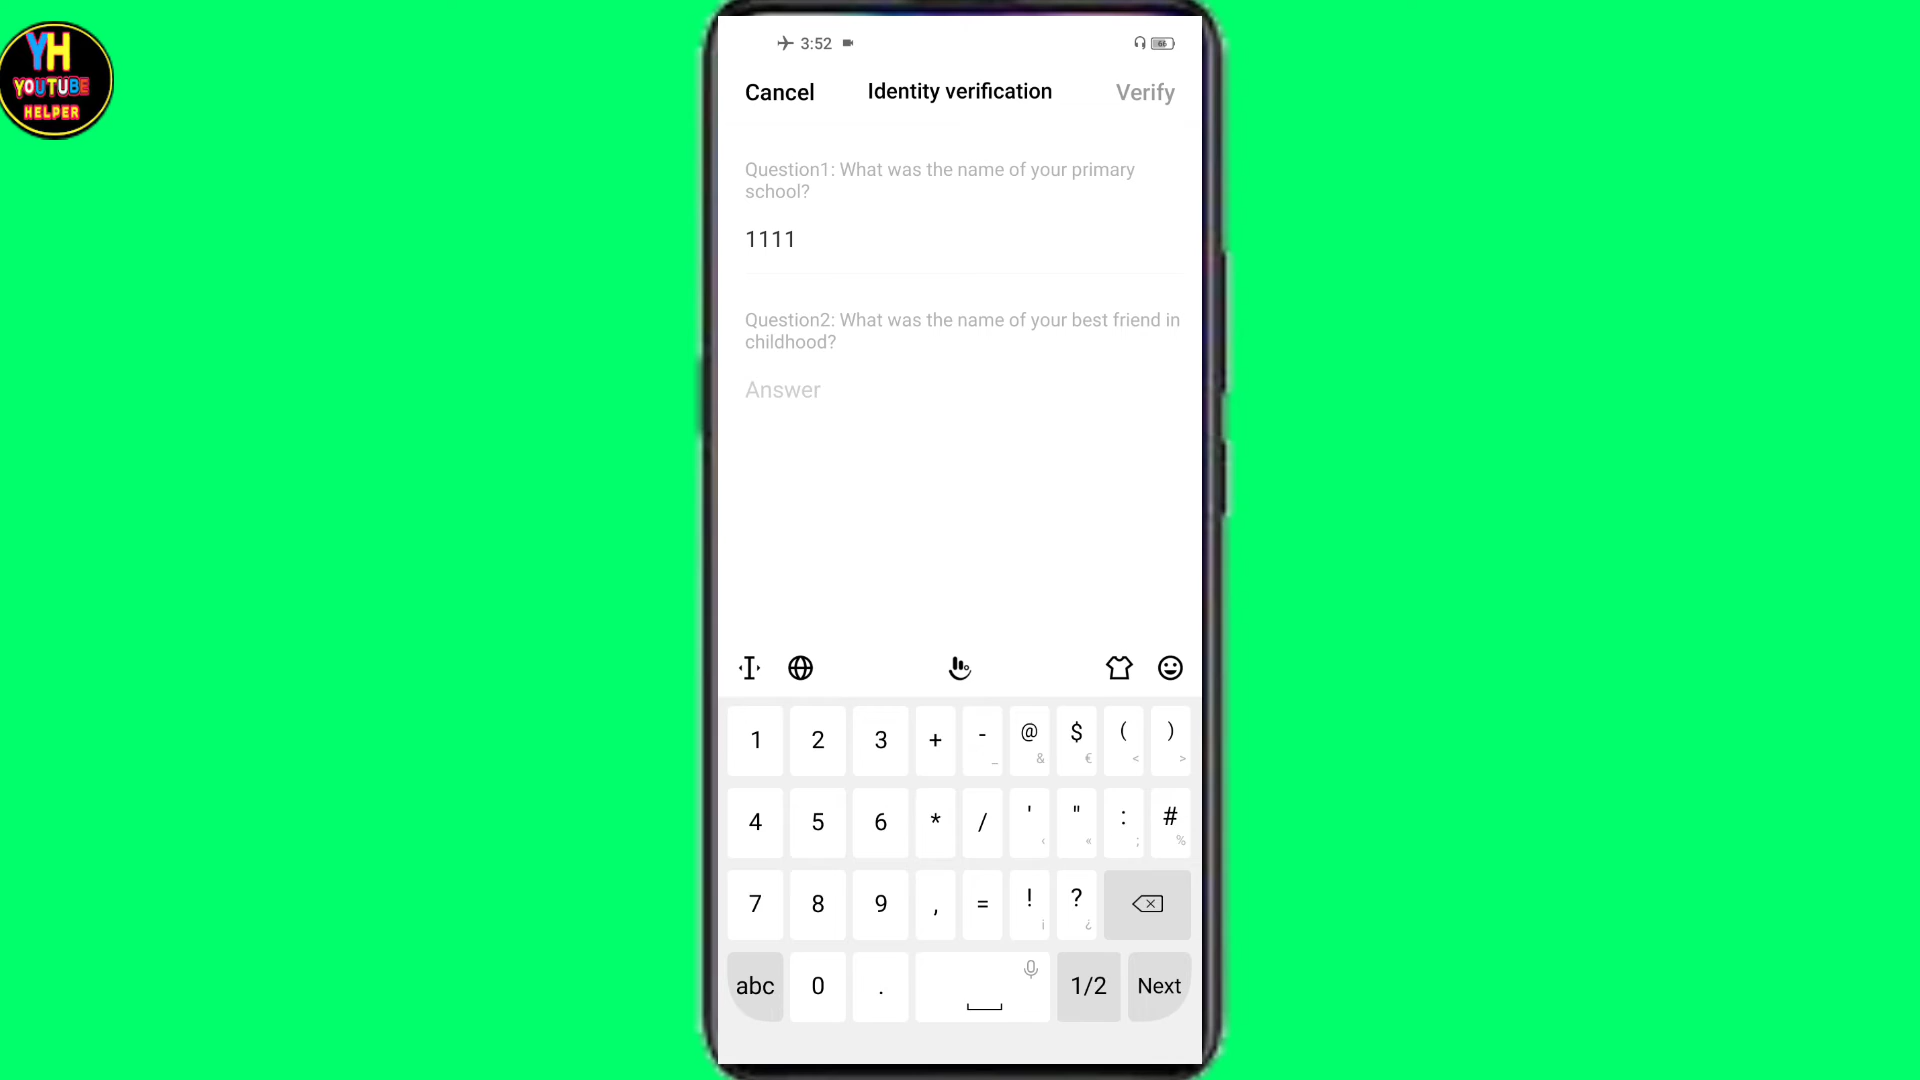 YH
YOUTUBE
HELPER
3:52
66
Cancel
Identity verification
Verify
Question1: What was the name of your primary
school?
1111
Question2: What was the name of your best friend in
childhood?
Answer
1 2 3 + - _ @ & $ € ( < ) >
4 5 6 * / ' ‹ " « : ; # %
7 8 9 , = ! ¡ ? ¿
abc 0 . 1/2 Next